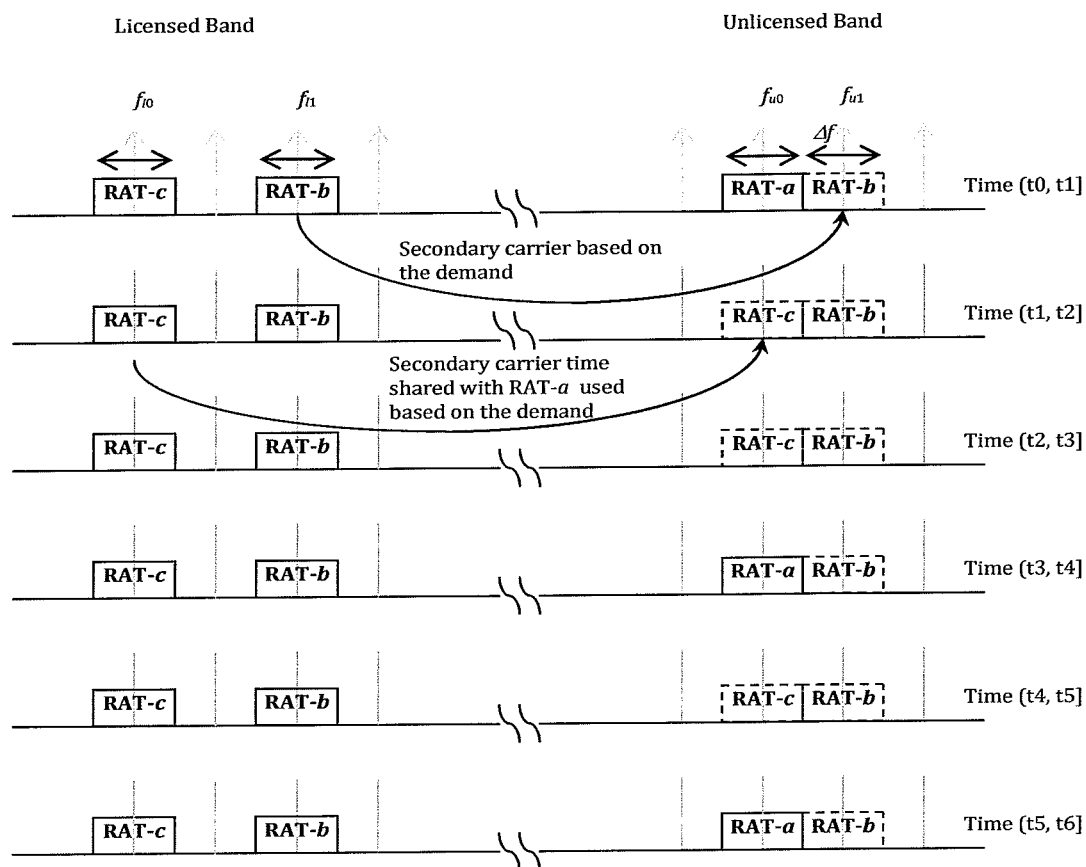 Licensed Band
Unlicensed Band
fl0
fl1
fu0
fu1
Δf
RAT-c
RAT-b
RAT-a
RAT-b
Time (t0, t1]
Secondary carrier based on
the demand
RAT-c
RAT-b
RAT-c
RAT-b
Time (t1, t2]
Secondary carrier time
shared with RAT-a used
based on the demand
RAT-c
RAT-b
RAT-c
RAT-b
Time (t2, t3]
RAT-c
RAT-b
RAT-a
RAT-b
Time (t3, t4]
RAT-c
RAT-b
RAT-c
RAT-b
Time (t4, t5]
RAT-c
RAT-b
RAT-a
RAT-b
Time (t5, t6]